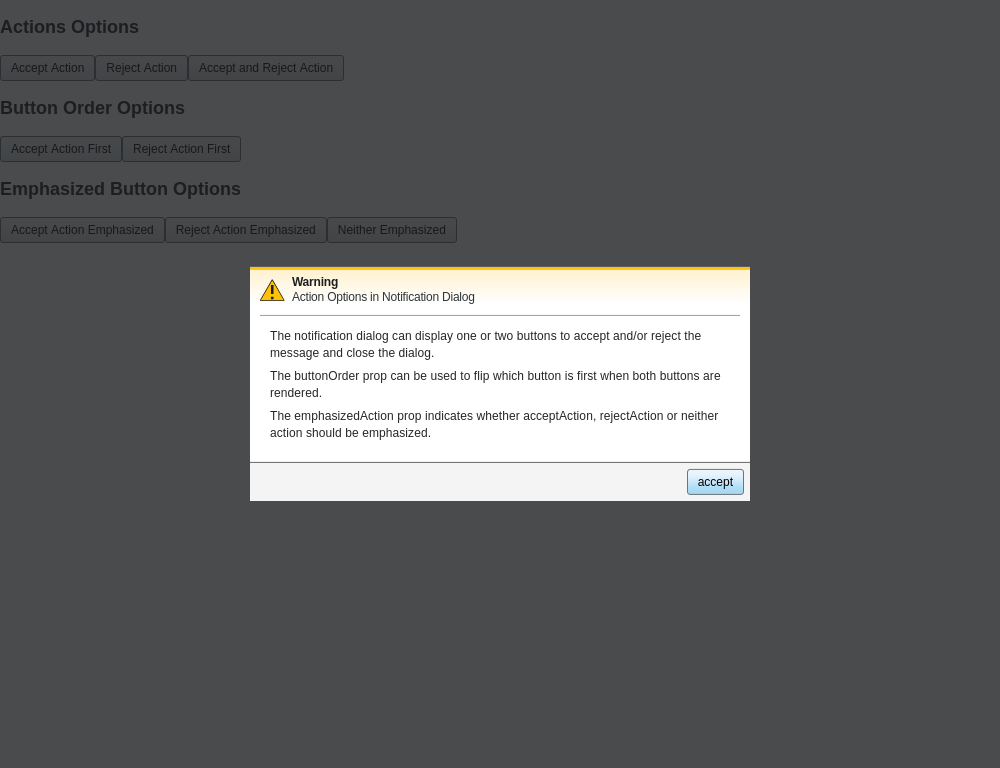 Actions Options
Accept Action Reject Action Accept and Reject Action
Button Order Options
Accept Action First Reject Action First
Emphasized Button Options
Accept Action Emphasized Reject Action Emphasized Neither Emphasized
Warning
Action Options in Notification Dialog
The notification dialog can display one or two buttons to accept and/or reject the
message and close the dialog.
The buttonOrder prop can be used to flip which button is first when both buttons are
rendered.
The emphasizedAction prop indicates whether acceptAction, rejectAction or neither
action should be emphasized.
accept